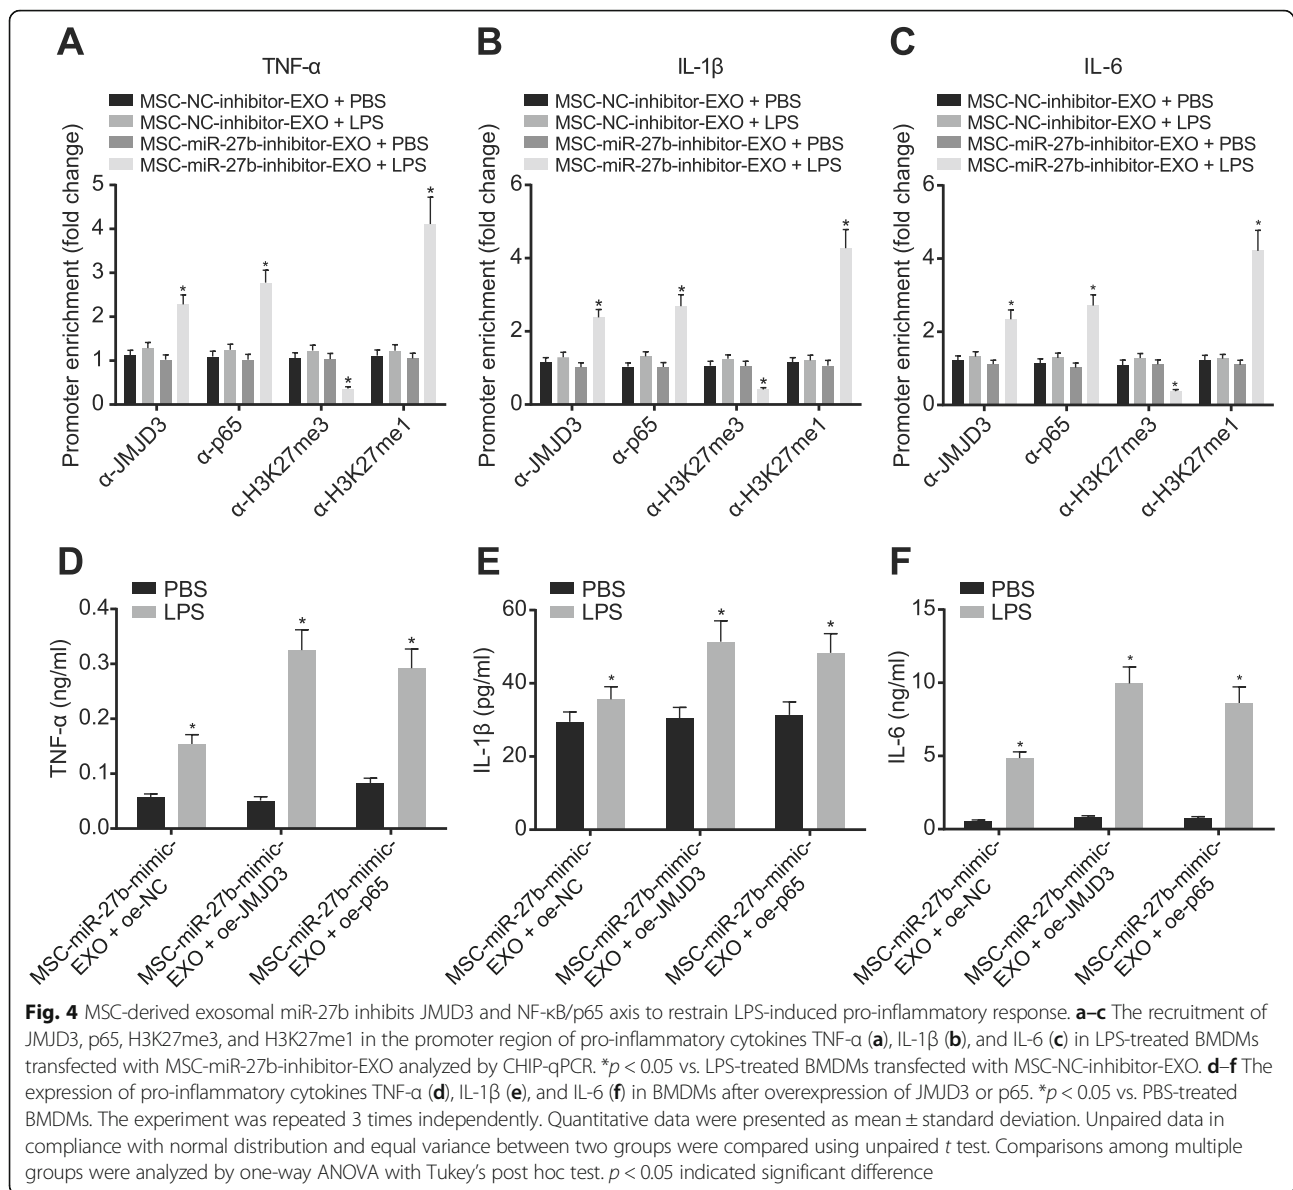 A
TNF-α
MSC-NC-inhibitor-EXO + PBS
MSC-NC-inhibitor-EXO + LPS
MSC-miR-27b-inhibitor-EXO + PBS
MSC-miR-27b-inhibitor-EXO + LPS
Promoter enrichment (fold change)
5
4
3
2
1
0
*
*
*
*
α-JMJD3
α-p65
α-H3K27me3
α-H3K27me1
B
IL-1β
MSC-NC-inhibitor-EXO + PBS
MSC-NC-inhibitor-EXO + LPS
MSC-miR-27b-inhibitor-EXO + PBS
MSC-miR-27b-inhibitor-EXO + LPS
Promoter enrichment (fold change)
6
4
2
0
*
*
*
*
α-JMJD3
α-p65
α-H3K27me3
α-H3K27me1
C
IL-6
MSC-NC-inhibitor-EXO + PBS
MSC-NC-inhibitor-EXO + LPS
MSC-miR-27b-inhibitor-EXO + PBS
MSC-miR-27b-inhibitor-EXO + LPS
Promoter enrichment (fold change)
6
4
2
0
*
*
*
*
α-JMJD3
α-p65
α-H3K27me3
α-H3K27me1
D
PBS
LPS
TNF-α (ng/ml)
0.4
0.3
0.2
0.1
0.0
*
*
*
MSC-miR-27b-mimic-
EXO + oe-NC
MSC-miR-27b-mimic-
EXO + oe-JMJD3
MSC-miR-27b-mimic-
EXO + oe-p65
E
PBS
LPS
IL-1β (pg/ml)
60
40
20
0
*
*
*
MSC-miR-27b-mimic-
EXO + oe-NC
MSC-miR-27b-mimic-
EXO + oe-JMJD3
MSC-miR-27b-mimic-
EXO + oe-p65
F
PBS
LPS
IL-6 (ng/ml)
15
10
5
0
*
*
*
MSC-miR-27b-mimic-
EXO + oe-NC
MSC-miR-27b-mimic-
EXO + oe-JMJD3
MSC-miR-27b-mimic-
EXO + oe-p65
Fig. 4 MSC-derived exosomal miR-27b inhibits JMJD3 and NF-κB/p65 axis to restrain LPS-induced pro-inflammatory response. a–c The recruitment of
JMJD3, p65, H3K27me3, and H3K27me1 in the promoter region of pro-inflammatory cytokines TNF-α (a), IL-1β (b), and IL-6 (c) in LPS-treated BMDMs
transfected with MSC-miR-27b-inhibitor-EXO analyzed by CHIP-qPCR. *p < 0.05 vs. LPS-treated BMDMs transfected with MSC-NC-inhibitor-EXO. d–f The
expression of pro-inflammatory cytokines TNF-α (d), IL-1β (e), and IL-6 (f) in BMDMs after overexpression of JMJD3 or p65. *p < 0.05 vs. PBS-treated
BMDMs. The experiment was repeated 3 times independently. Quantitative data were presented as mean ± standard deviation. Unpaired data in
compliance with normal distribution and equal variance between two groups were compared using unpaired t test. Comparisons among multiple
groups were analyzed by one-way ANOVA with Tukey's post hoc test. p < 0.05 indicated significant difference